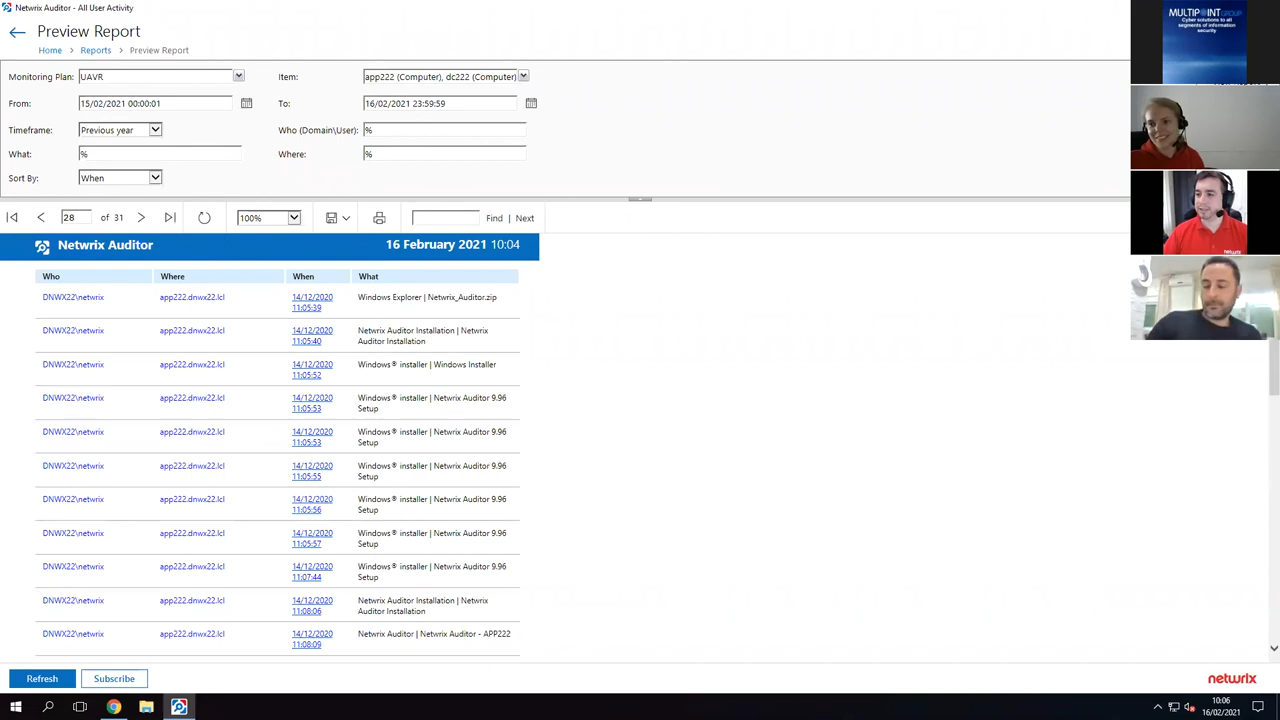 Netwrix Auditor - All User Activity
Preview Report
Home > Reports > Preview Report
Monitoring Plan: UAVR Item: app222 (Computer), dc222 (Computer)
From: 15/02/2021 00:00:01 To: 16/02/2021 23:59:59
Timeframe: Previous year Who (Domain\User): %
What: % Where: %
Sort By: When
28 of 31 100% Find | Next
Netwrix Auditor 16 February 2021 10:04
Who Where When What
DNWX22\netwrix app222.dnwx22.lcl 14/12/2020 Windows Explorer | Netwrix_Auditor.zip
11:05:39
DNWX22\netwrix app222.dnwx22.lcl 14/12/2020 Netwrix Auditor Installation | Netwrix
11:05:40 Auditor Installation
DNWX22\netwrix app222.dnwx22.lcl 14/12/2020 Windows® installer | Windows Installer
11:05:52
DNWX22\netwrix app222.dnwx22.lcl 14/12/2020 Windows® installer | Netwrix Auditor 9.96
11:05:53 Setup
DNWX22\netwrix app222.dnwx22.lcl 14/12/2020 Windows® installer | Netwrix Auditor 9.96
11:05:53 Setup
DNWX22\netwrix app222.dnwx22.lcl 14/12/2020 Windows® installer | Netwrix Auditor 9.96
11:05:55 Setup
DNWX22\netwrix app222.dnwx22.lcl 14/12/2020 Windows® installer | Netwrix Auditor 9.96
11:05:56 Setup
DNWX22\netwrix app222.dnwx22.lcl 14/12/2020 Windows® installer | Netwrix Auditor 9.96
11:05:57 Setup
DNWX22\netwrix app222.dnwx22.lcl 14/12/2020 Windows® installer | Netwrix Auditor 9.96
11:07:44 Setup
DNWX22\netwrix app222.dnwx22.lcl 14/12/2020 Netwrix Auditor Installation | Netwrix
11:08:06 Auditor Installation
DNWX22\netwrix app222.dnwx22.lcl 14/12/2020 Netwrix Auditor | Netwrix Auditor - APP222
11:08:09
Refresh Subscribe
netwrix
10:06
16/02/2021
MULTIPOINT GROUP
Cyber solutions to all
segments of information
security
netwrix